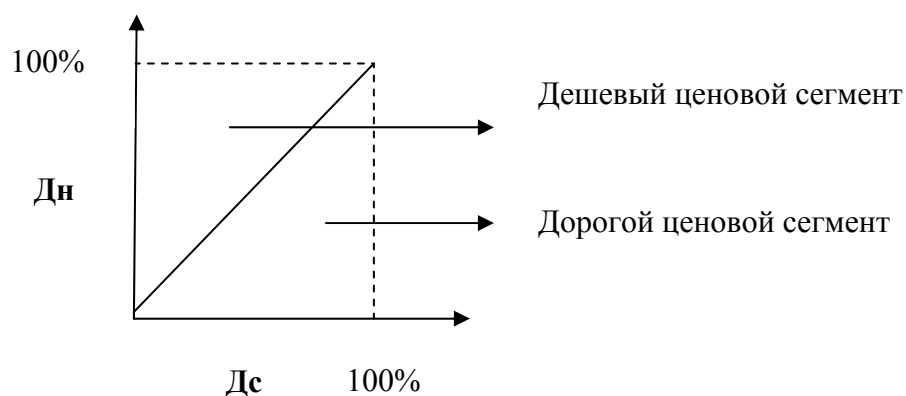 100%
Дешевый ценовой сегмент
Дн
Дорогой ценовой сегмент
Дс
100%